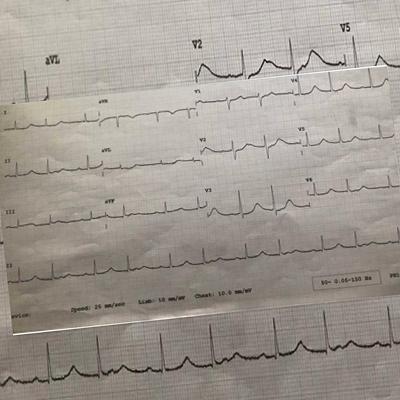 aVL
V2
V5
I
aVR
V1
V4
II
aVL
V2
V5
III
aVF
V3
V6
II
Speed: 25 mm/sec Limb: 10 mm/mV Chest: 10.0 mm/mV
50~ 0.05-150 Hz